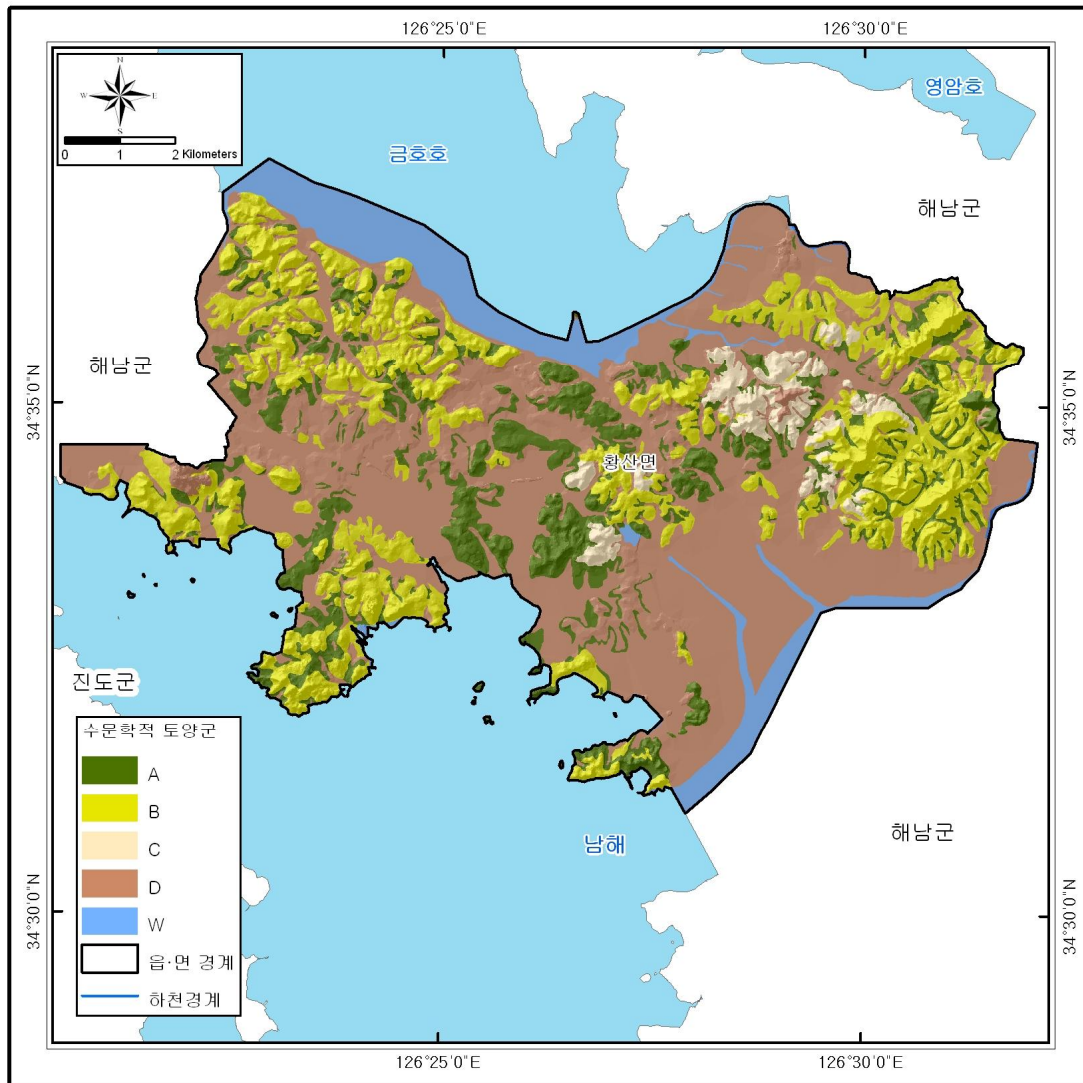 126°25'0"E
126°30'0"E
N
W
E
S
0 1 2 Kilometers
영암호
금호호
해남군
해남군
34°35'0"N
34°35'0"N
황산면
진도군
수문학적 토양군
A
B
C
D
W
읍·면 경계
하천경계
남해
해남군
34°30'0"N
34°30'0"N
126°25'0"E
126°30'0"E